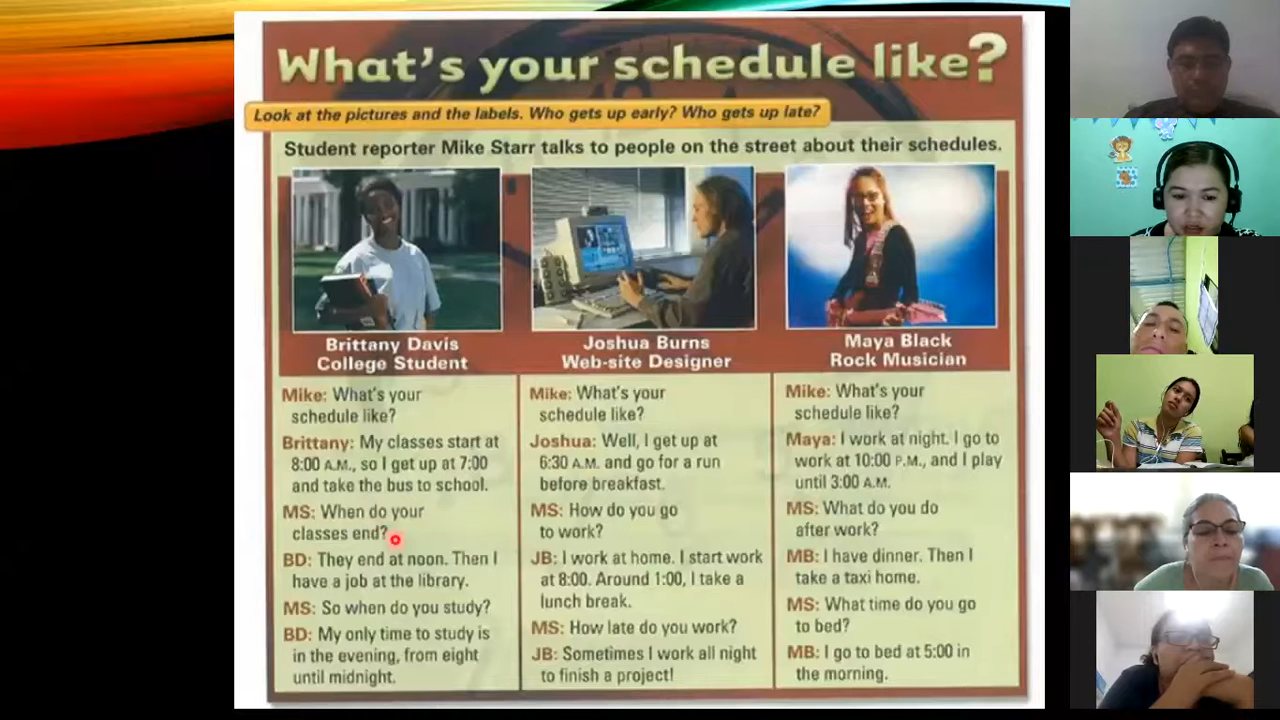 What's your schedule like?
Look at the pictures and the labels. Who gets up early? Who gets up late?
Student reporter Mike Starr talks to people on the street about their schedules.
Brittany Davis
College Student
Mike: What's your
schedule like?
Brittany: My classes start at
8:00 A.M., so I get up at 7:00
and take the bus to school.
MS: When do your
classes end?
BD: They end at noon. Then I
have a job at the library.
MS: So when do you study?
BD: My only time to study is
in the evening, from eight
until midnight.
Joshua Burns
Web-site Designer
Mike: What's your
schedule like?
Joshua: Well, I get up at
6:30 A.M. and go for a run
before breakfast.
MS: How do you go
to work?
JB: I work at home. I start work
at 8:00. Around 1:00, I take a
lunch break.
MS: How late do you work?
JB: Sometimes I work all night
to finish a project!
Maya Black
Rock Musician
Mike: What's your
schedule like?
Maya: I work at night. I go to
work at 10:00 P.M., and I play
until 3:00 A.M.
MS: What do you do
after work?
MB: I have dinner. Then I
take a taxi home.
MS: What time do you go
to bed?
MB: I go to bed at 5:00 in
the morning.